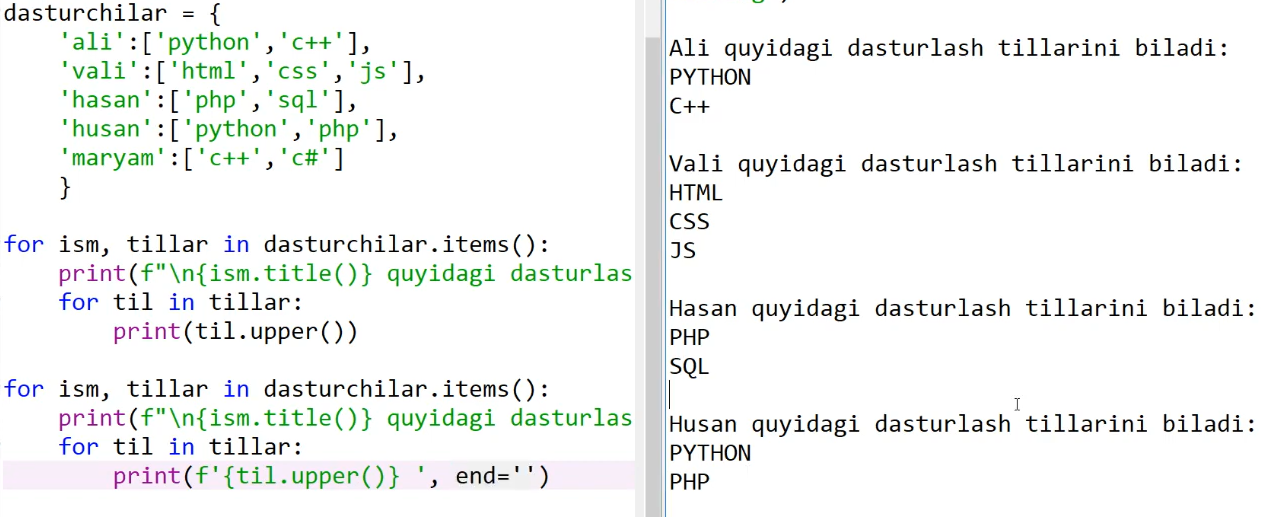 dasturchilar = {
    'ali':['python','c++'],
    'vali':['html','css','js'],
    'hasan':['php','sql'],
    'husan':['python','php'],
    'maryam':['c++','c#']
    }
for ism, tillar in dasturchilar.items():
    print(f"\n{ism.title()} quyidagi dasturlas
    for til in tillar:
        print(til.upper())
for ism, tillar in dasturchilar.items():
    print(f"\n{ism.title()} quyidagi dasturlas
    for til in tillar:
        print(f'{til.upper()} ', end='')
Ali quyidagi dasturlash tillarini biladi:
PYTHON
C++
Vali quyidagi dasturlash tillarini biladi:
HTML
CSS
JS
Hasan quyidagi dasturlash tillarini biladi:
PHP
SQL
Husan quyidagi dasturlash tillarini biladi:
PYTHON
PHP